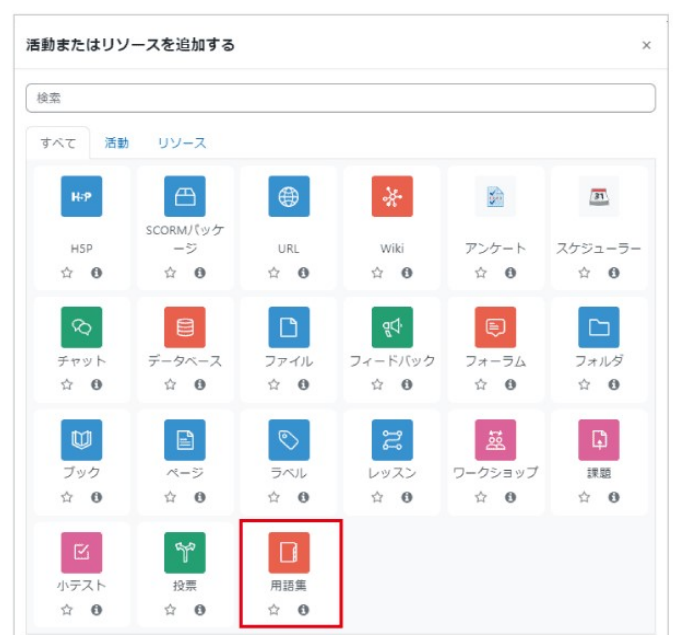 活動またはリソースを追加する ×
検索
すべて 活動 リソース
H5P
H5P
SCORMパッケ
ージ
URL
Wiki
アンケート
31
スケジューラー
チャット
データベース
ファイル
フィードバック
フォーラム
フォルダ
ブック
ページ
ラベル
レッスン
ワークショップ
課題
小テスト
投票
用語集